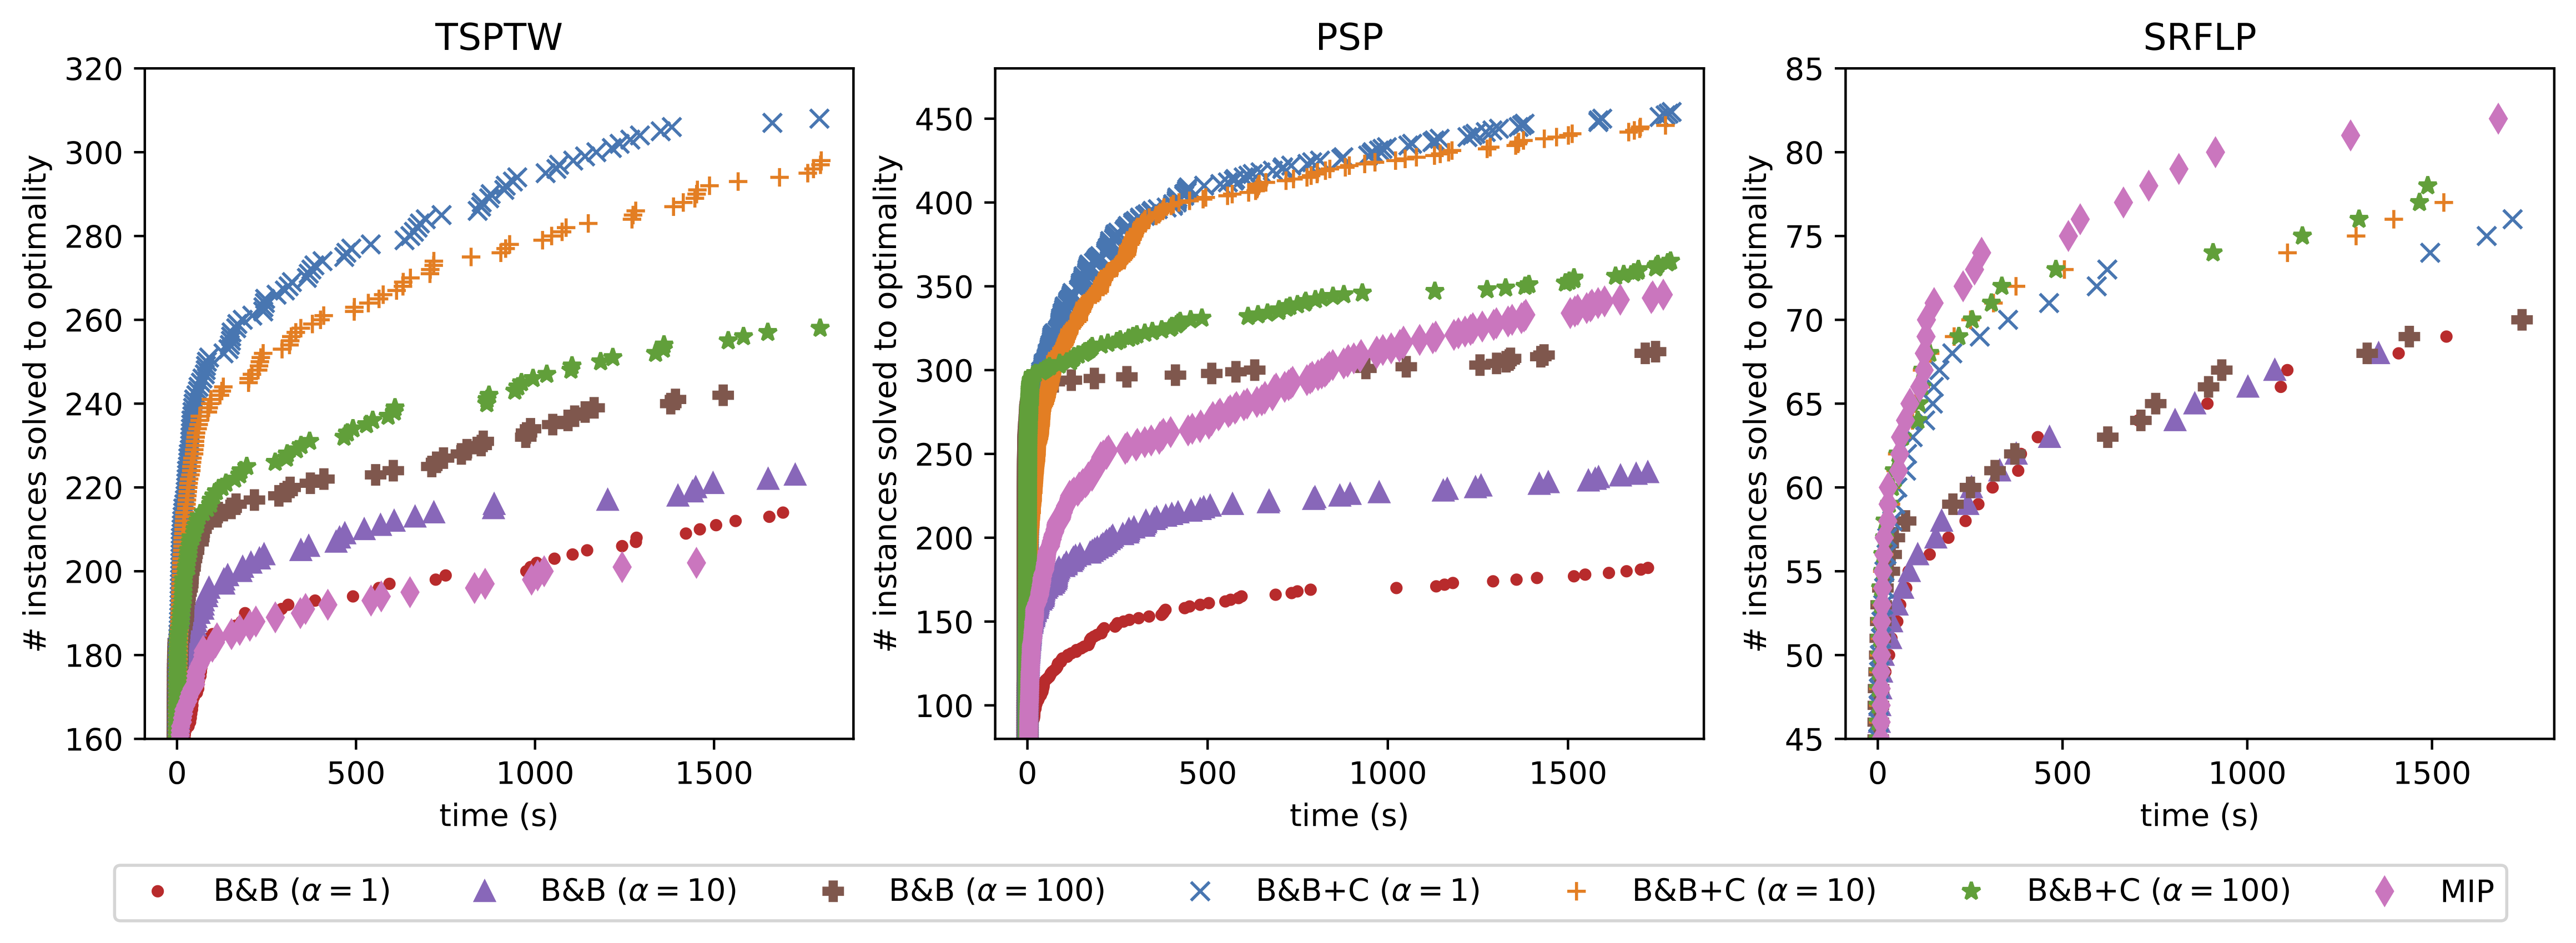 TSPTW
PSP
SRFLP
# instances solved to optimality
320
300
280
260
240
220
200
180
160
0 500 1000 1500
time (s)
# instances solved to optimality
450
400
350
300
250
200
150
100
0 500 1000 1500
time (s)
# instances solved to optimality
85
80
75
70
65
60
55
50
45
0 500 1000 1500
time (s)
B&B (α = 1) B&B (α = 10) B&B (α = 100) B&B+C (α = 1) B&B+C (α = 10) B&B+C (α = 100) MIP